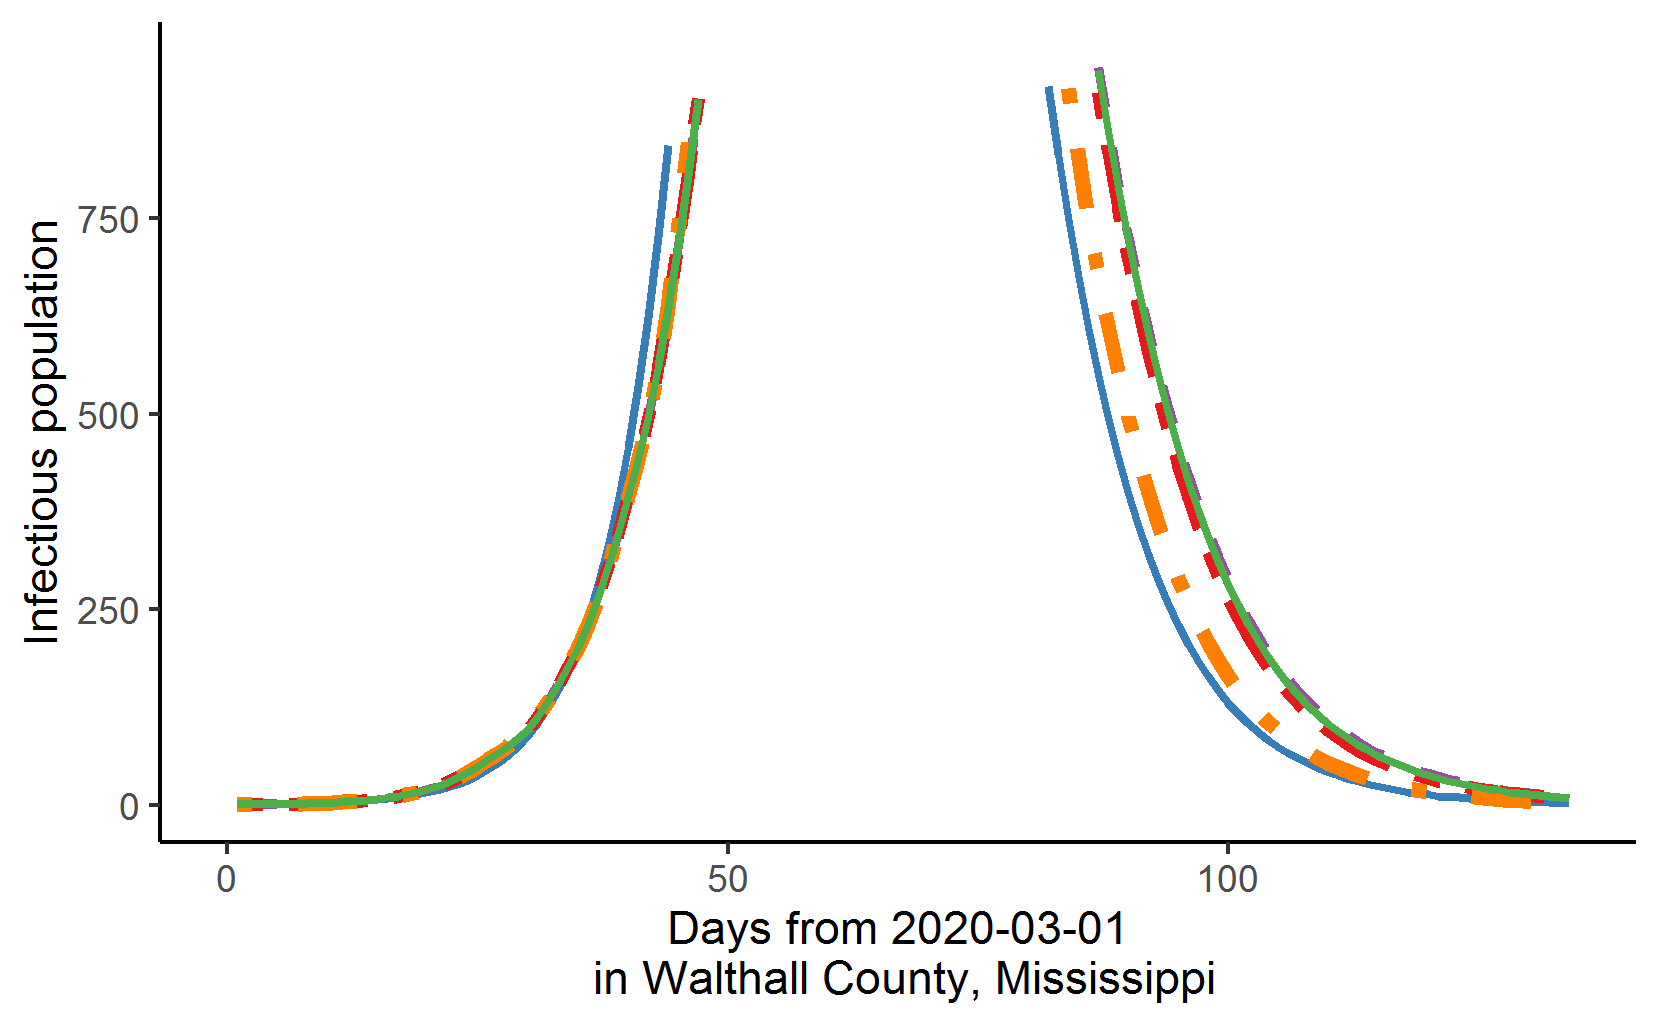 Infectious population
750
500
250
0
0 50 100
Days from 2020-03-01
in Walthall County, Mississippi